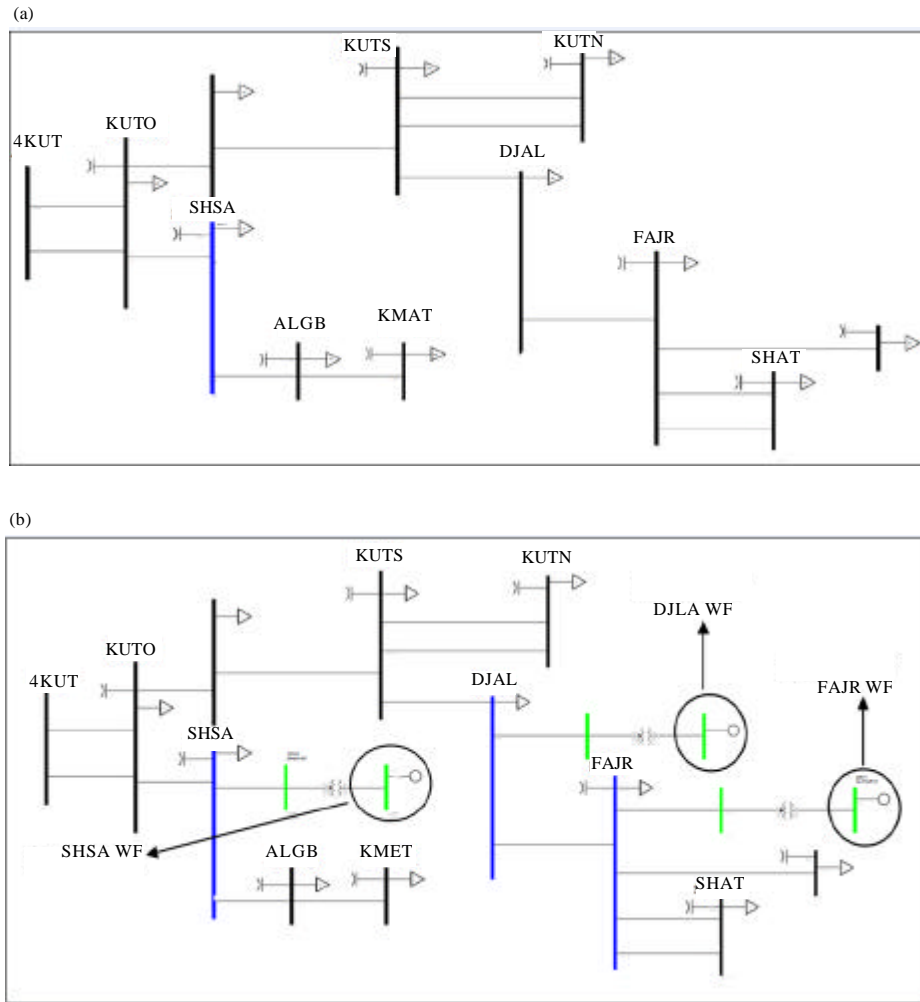 (a)
KUTS
KUTN
KUTO
4KUT
DJAL
SHSA
FAJR
ALGB
KMAT
SHAT
(b)
KUTS
KUTN
DJLA WF
KUTO
4KUT
DJAL
FAJR WF
SHSA
FAJR
SHSA WF
ALGB
KMET
SHAT